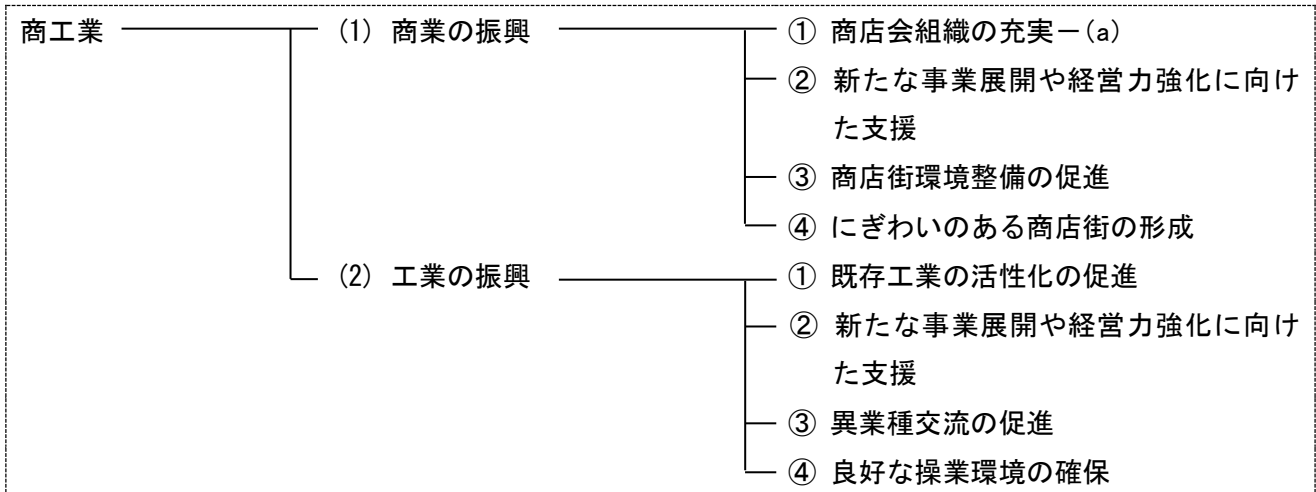 商工業 (1) 商業の振興 ① 商店会組織の充実－(a)
② 新たな事業展開や経営力強化に向け
た支援
③ 商店街環境整備の促進
④ にぎわいのある商店街の形成
(2) 工業の振興 ① 既存工業の活性化の促進
② 新たな事業展開や経営力強化に向け
た支援
③ 異業種交流の促進
④ 良好な操業環境の確保